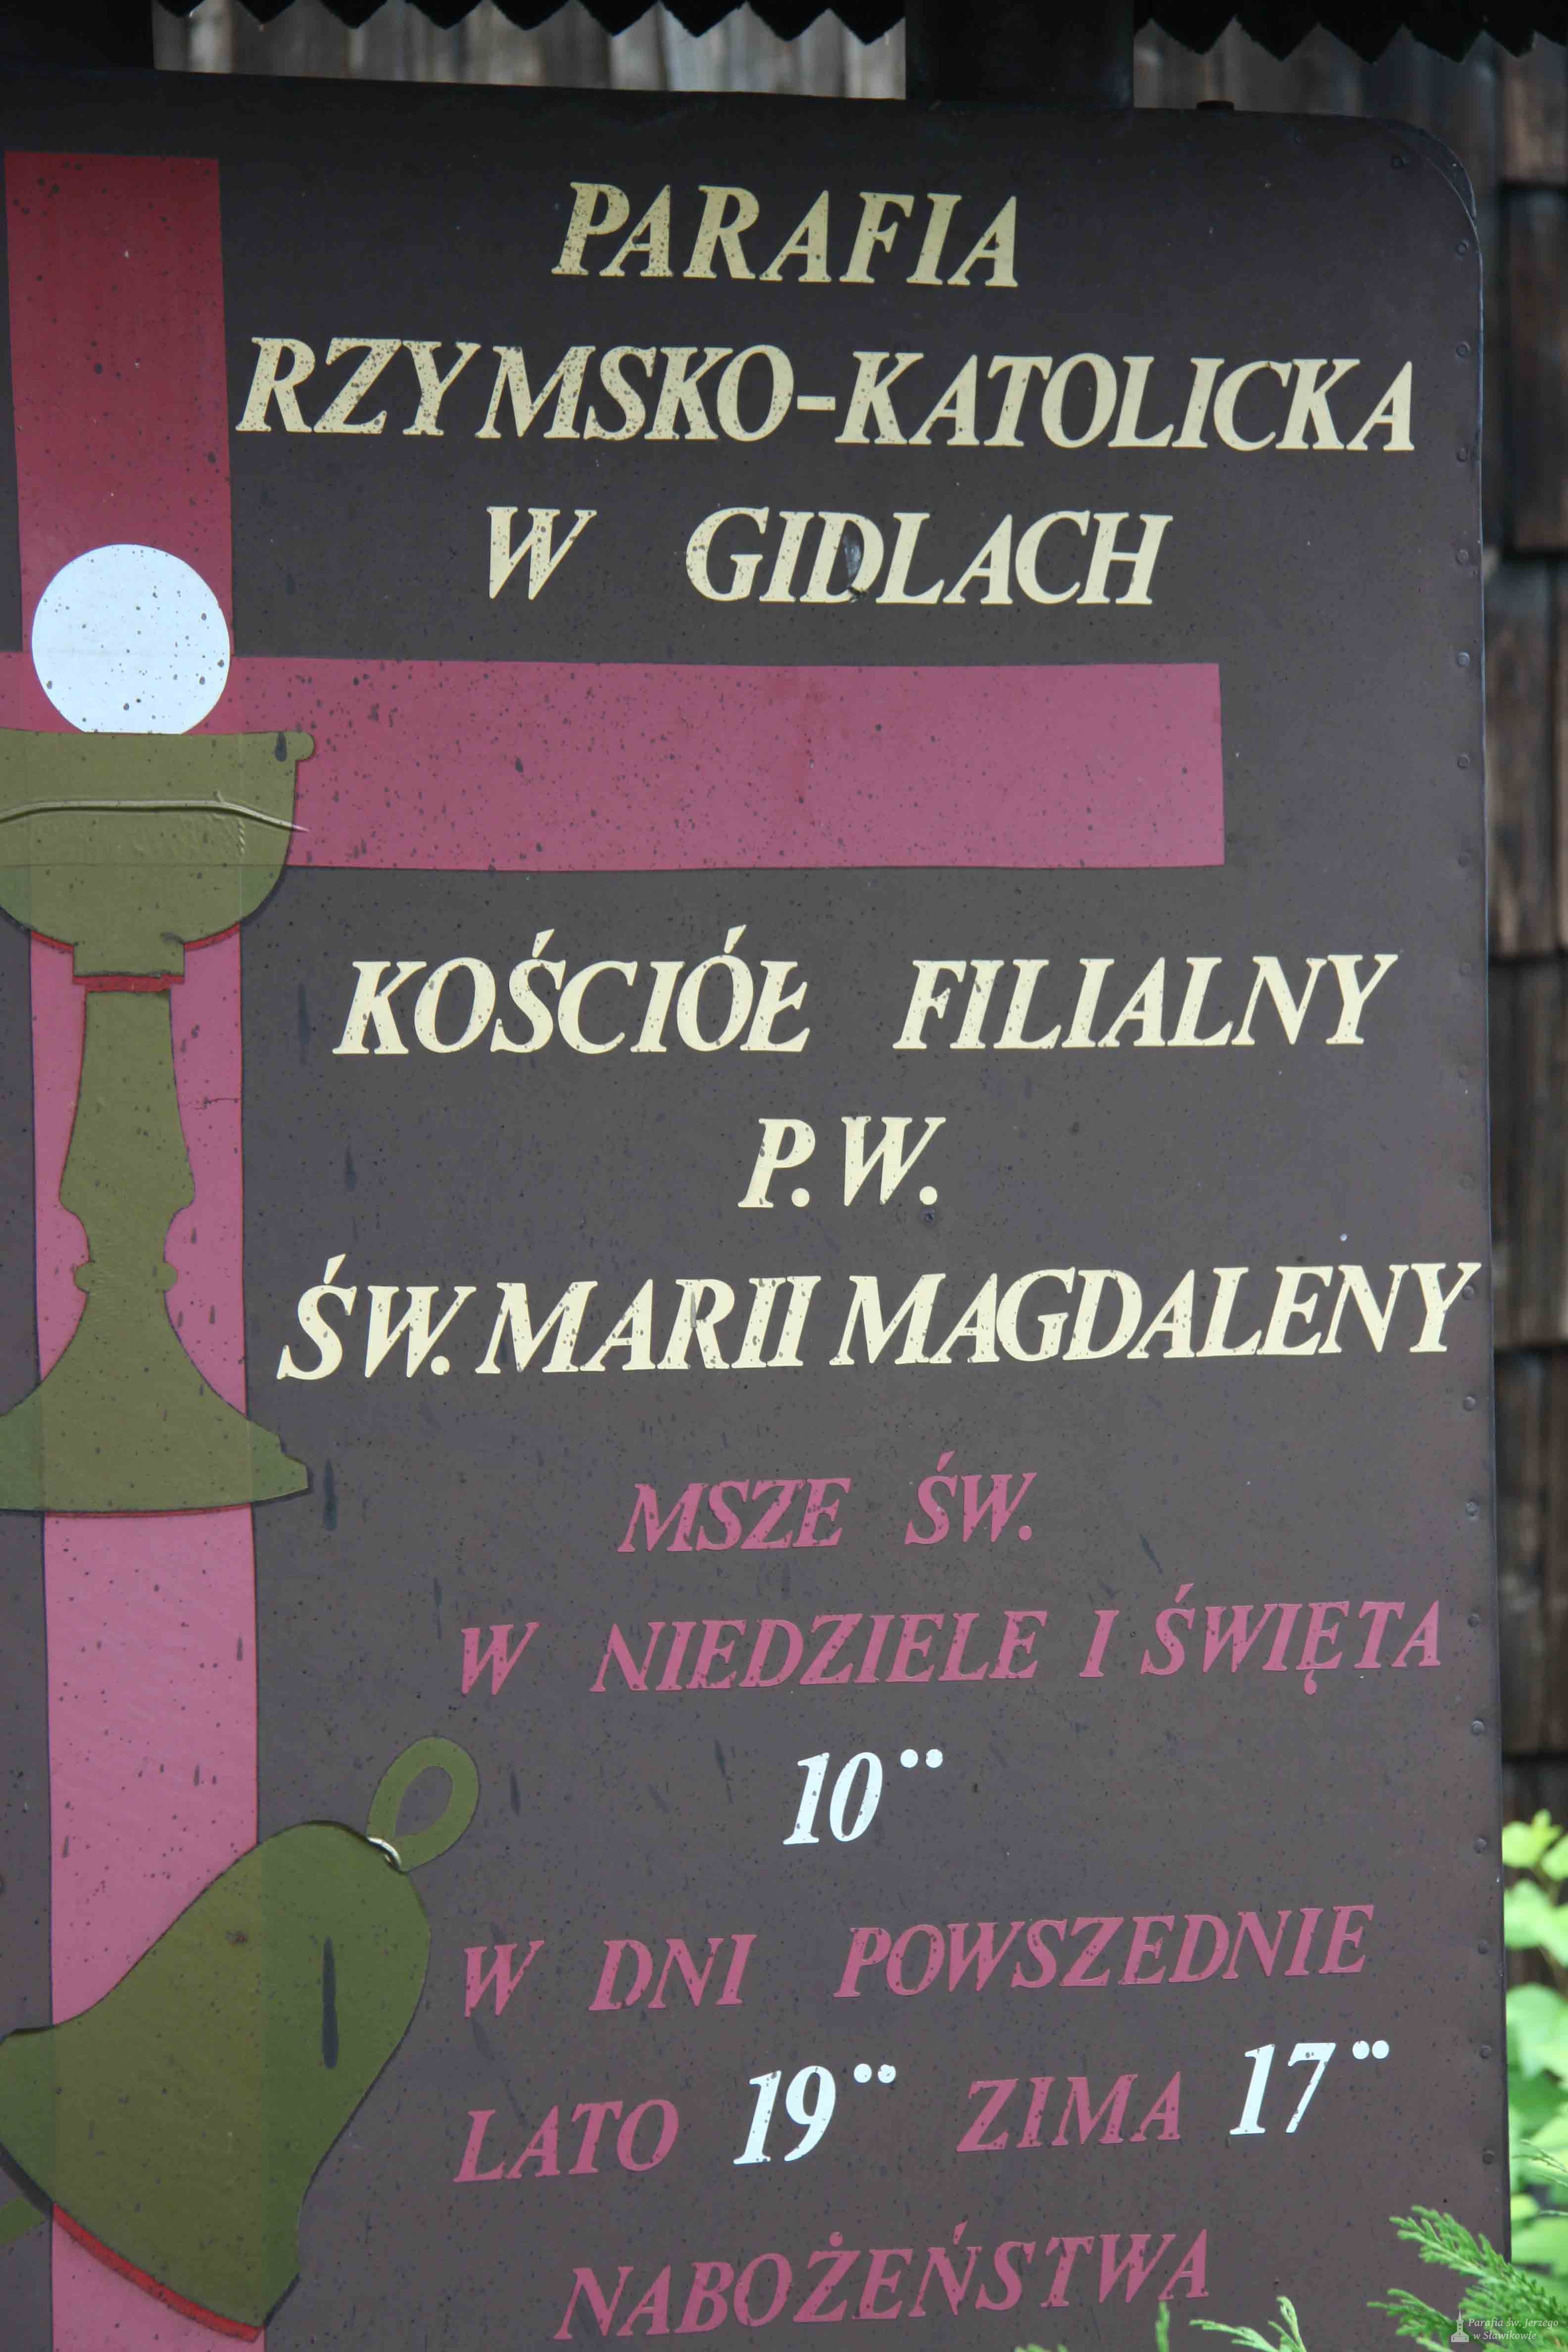 PARAFIA
RZYMSKO-KATOLICKA
W GIDLACH
KOŚCIÓŁ FILIALNY
P.W.
ŚW. MARII MAGDALENY
MSZE ŚW.
W NIEDZIELE I ŚWIĘTA
10··
W DNI POWSZEDNIE
LATO 19·· ZIMA 17··
NABOŻEŃSTWA
Parafia św. Jerzego
w Sławikowie